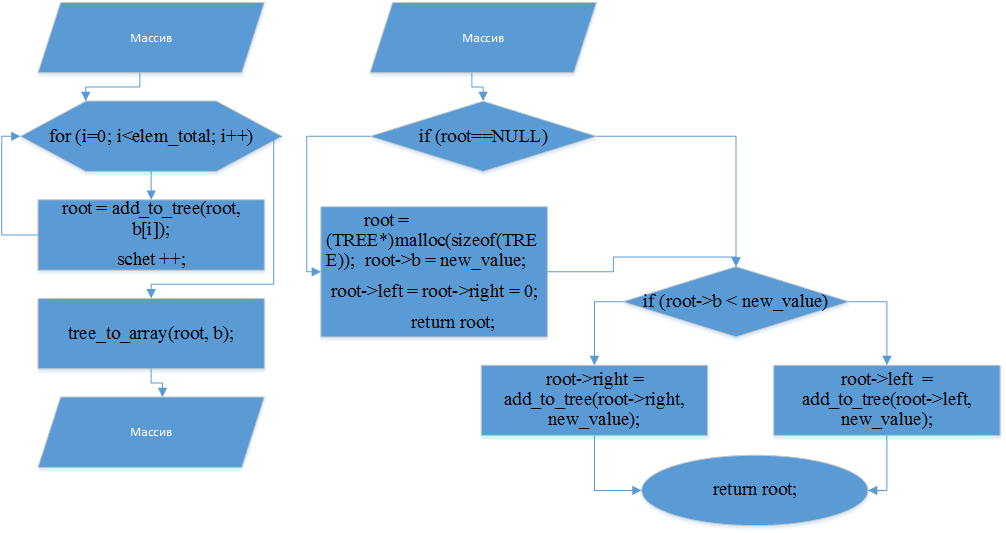 Массив
for (i=0; i<elem_total; i++)
root = add_to_tree(root,
b[i]);
schet ++;
tree_to_array(root, b);
Массив
Массив
if (root==NULL)
root =
(TREE*)malloc(sizeof(TRE
E)); root->b = new_value;
root->left = root->right = 0;
return root;
if (root->b < new_value)
root->right =
add_to_tree(root->right,
new_value);
root->left =
add_to_tree(root->left,
new_value);
return root;